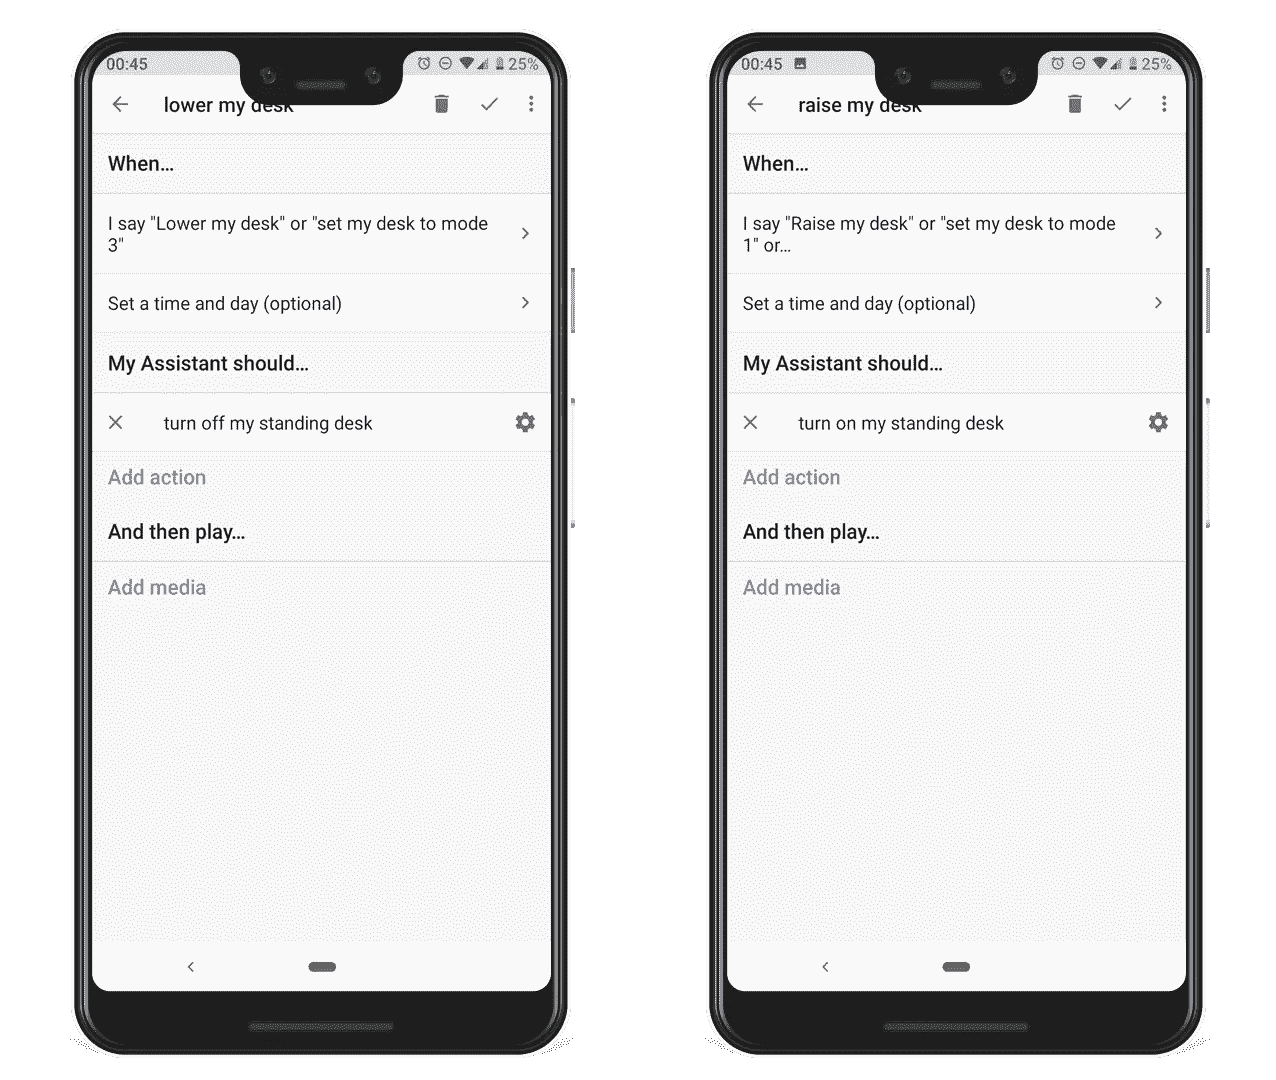 00:45
25%
lower my desk
When...
I say "Lower my desk" or "set my desk to mode
3"
Set a time and day (optional)
My Assistant should...
turn off my standing desk
Add action
And then play...
Add media
00:45
25%
raise my desk
When...
I say "Raise my desk" or "set my desk to mode
1" or...
Set a time and day (optional)
My Assistant should...
turn on my standing desk
Add action
And then play...
Add media